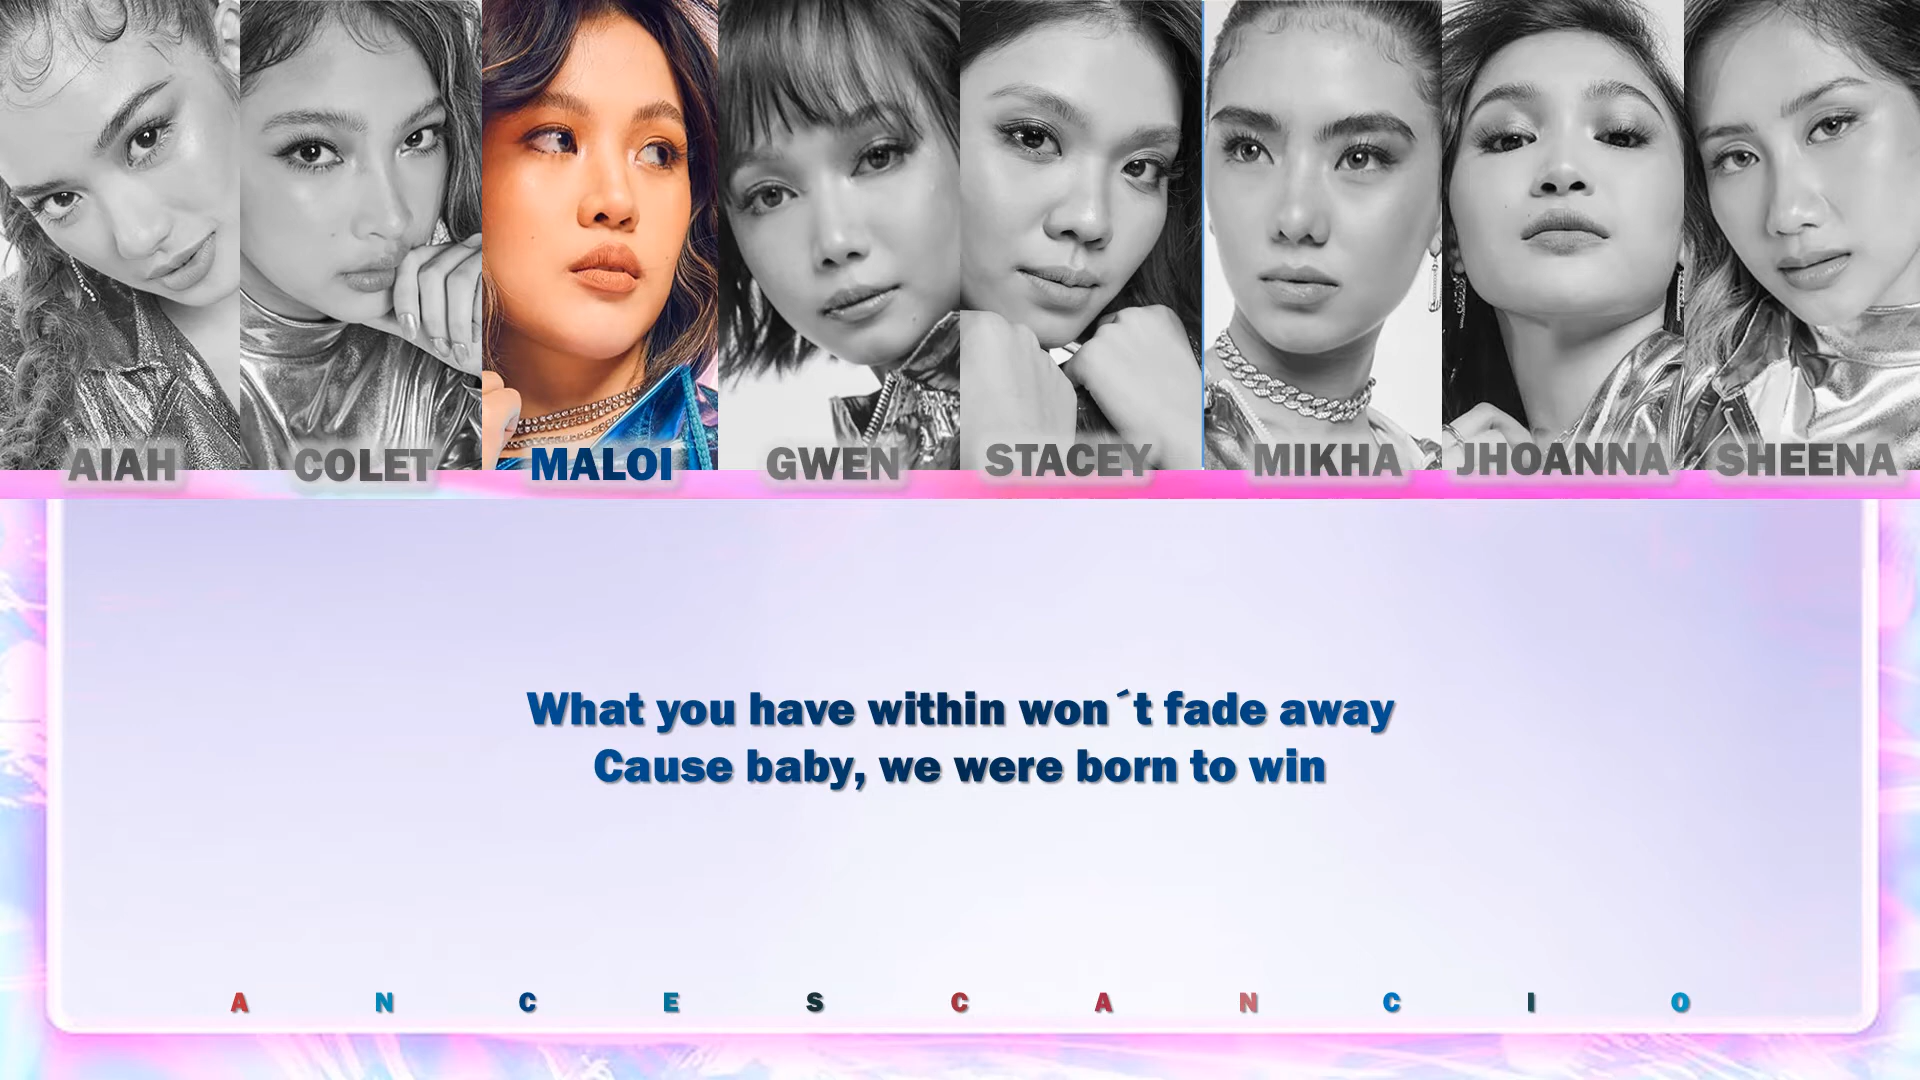 AIAH COLET MALOI GWEN STACEY MIKHA JHOANNA SHEENA
What you have within won´t fade away
Cause baby, we were born to win
A N C E S C A N C I O